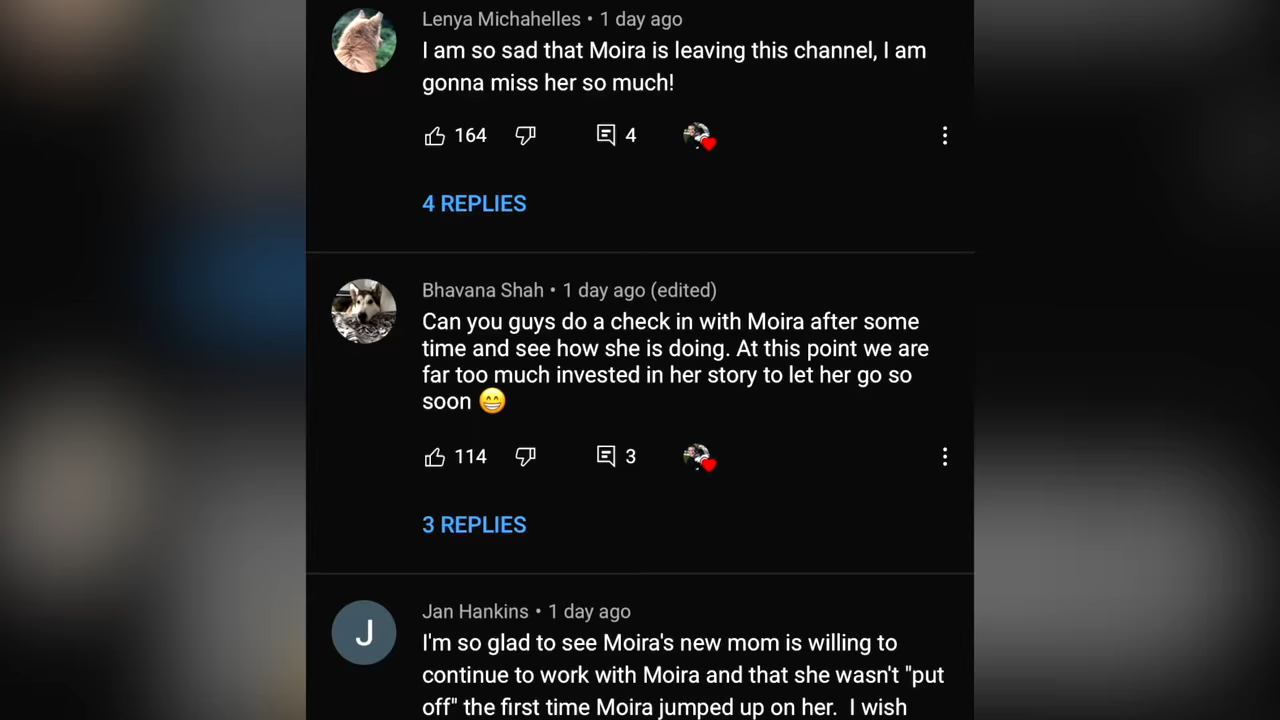 Lenya Michahelles • 1 day ago
I am so sad that Moira is leaving this channel, I am
gonna miss her so much!
164 4
4 REPLIES
Bhavana Shah • 1 day ago (edited)
Can you guys do a check in with Moira after some
time and see how she is doing. At this point we are
far too much invested in her story to let her go so
soon 😁
114 3
3 REPLIES
J
Jan Hankins • 1 day ago
I'm so glad to see Moira's new mom is willing to
continue to work with Moira and that she wasn't "put
off" the first time Moira jumped up on her. I wish